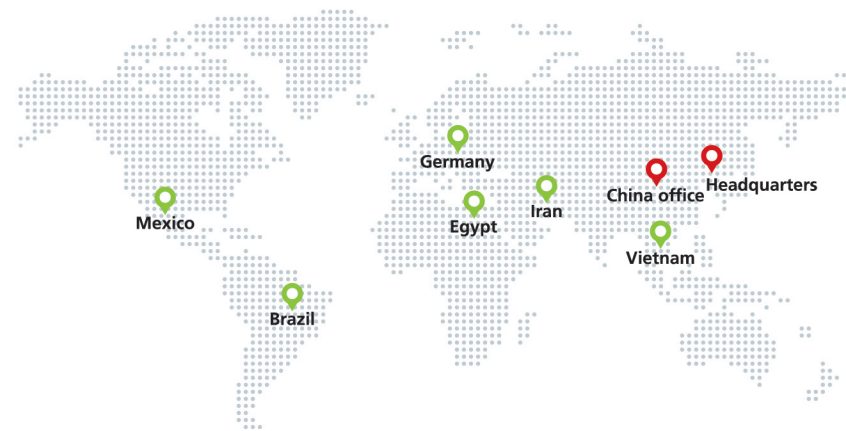 Germany
Headquarters
China office
Iran
Mexico
Egypt
Vietnam
Brazil